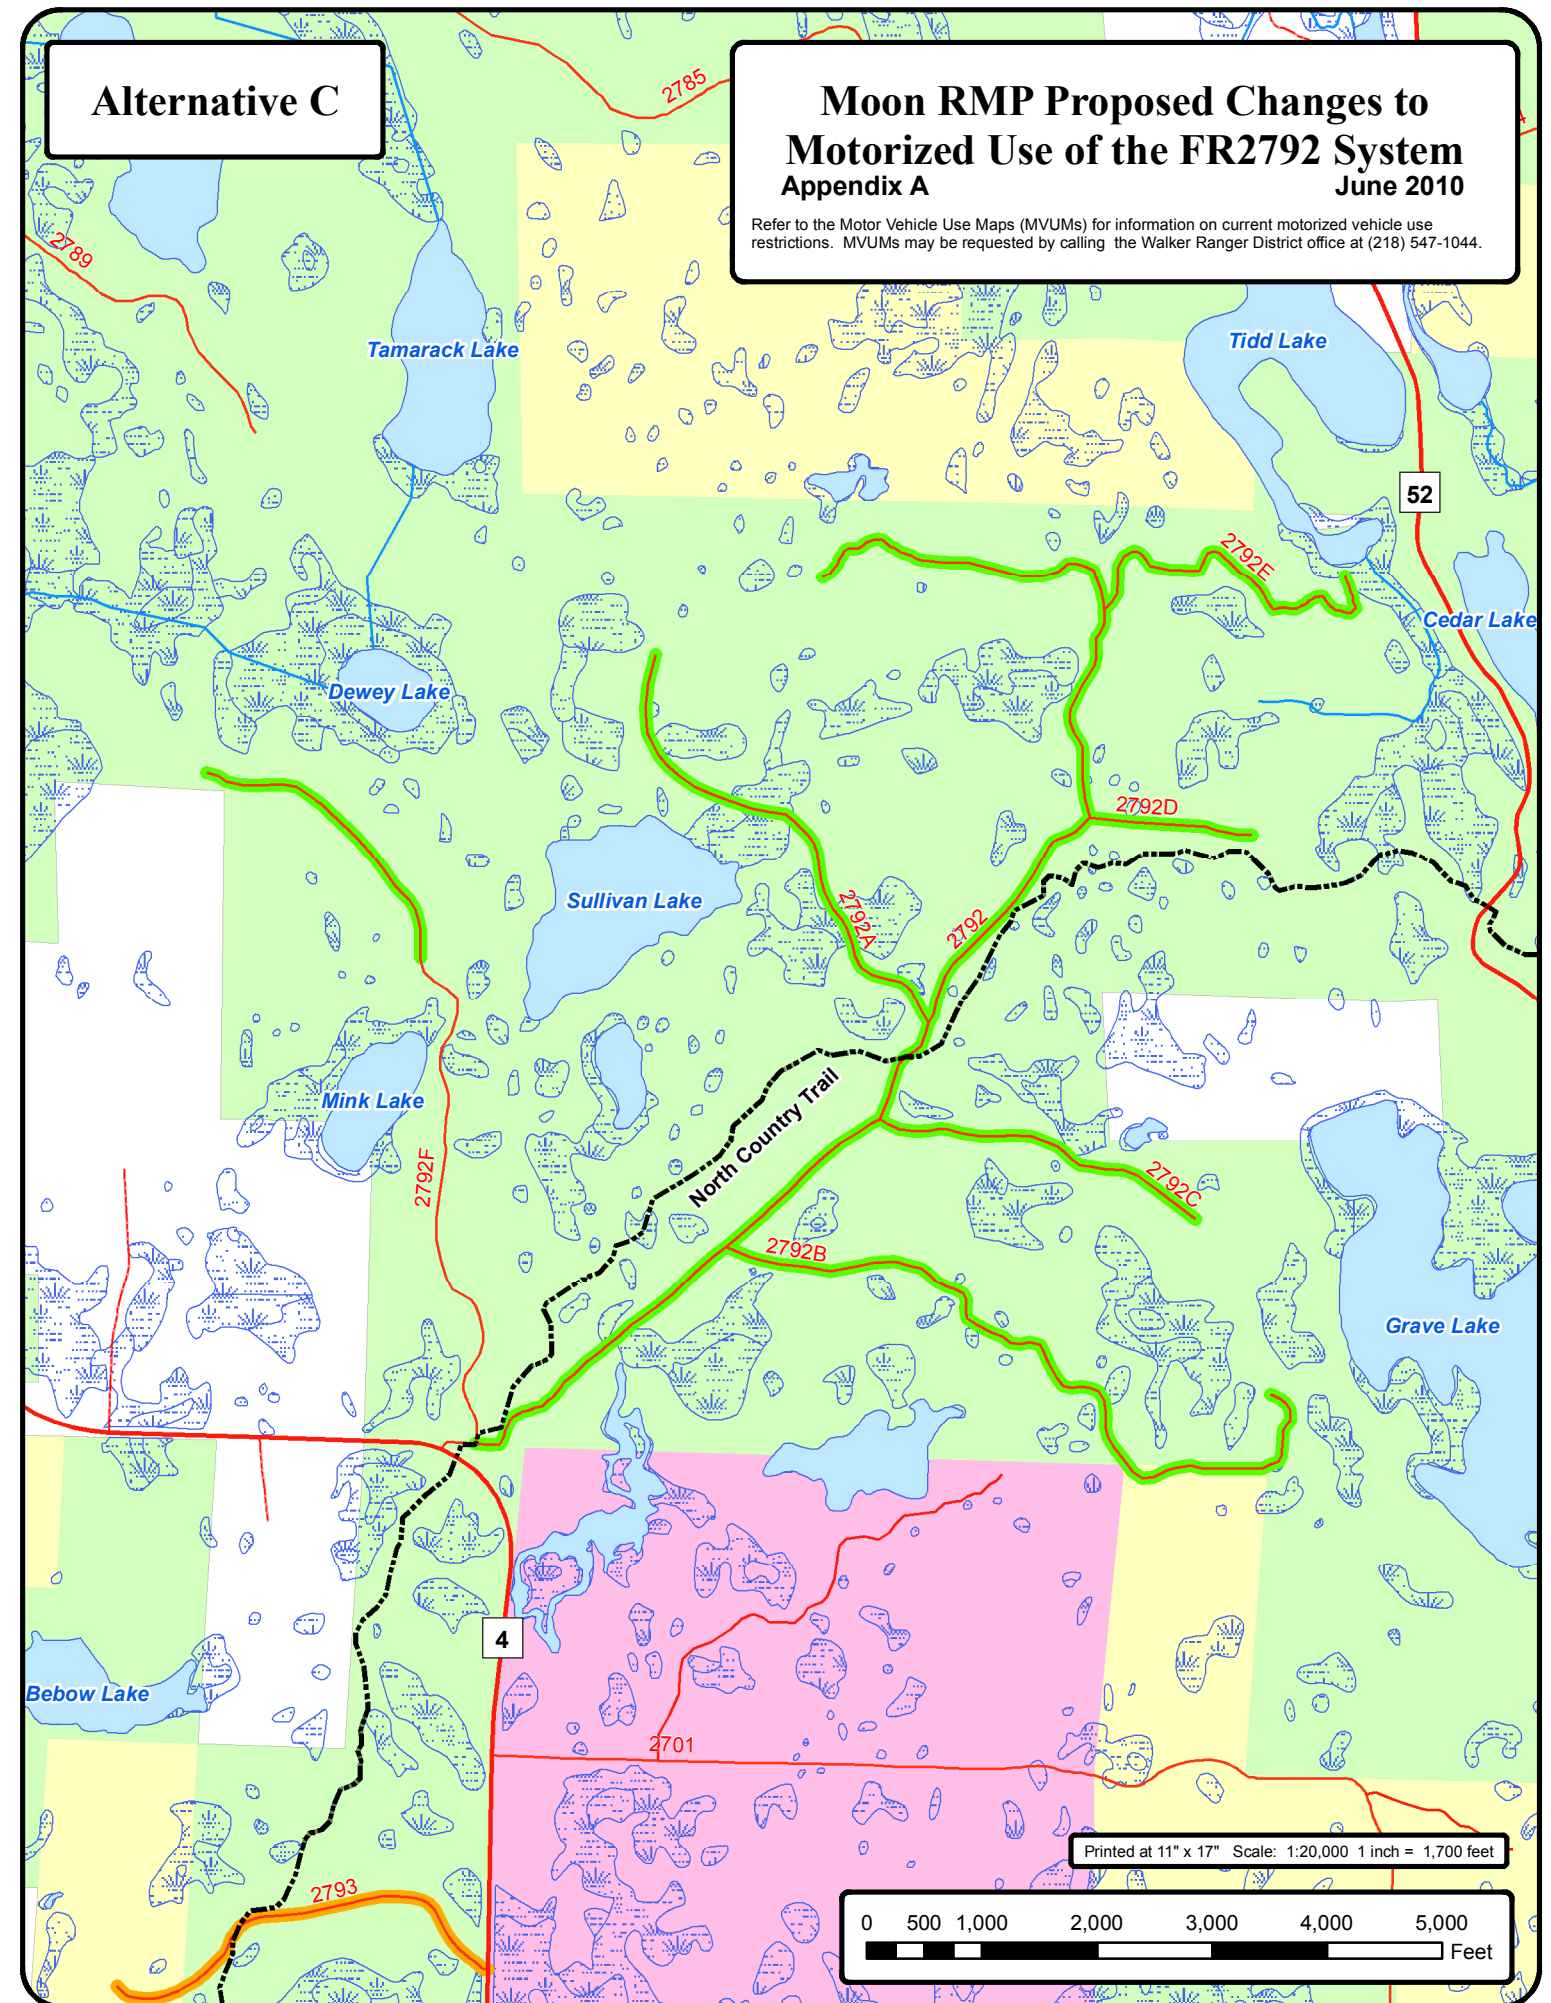 Alternative C
Moon RMP Proposed Changes to
Motorized Use of the FR2792 System
Appendix A June 2010
Refer to the Motor Vehicle Use Maps (MVUMs) for information on current motorized vehicle use
restrictions. MVUMs may be requested by calling the Walker Ranger District office at (218) 547-1044.
2785
2789
Tamarack Lake
Tidd Lake
52
2792E
Cedar Lake
Dewey Lake
2792D
Sullivan Lake
2792A
2792
Mink Lake
North Country Trail
2792F
2792C
2792B
Grave Lake
4
Bebow Lake
2701
2793
Printed at 11" x 17" Scale: 1:20,000 1 inch = 1,700 feet
0 500 1,000 2,000 3,000 4,000 5,000
Feet